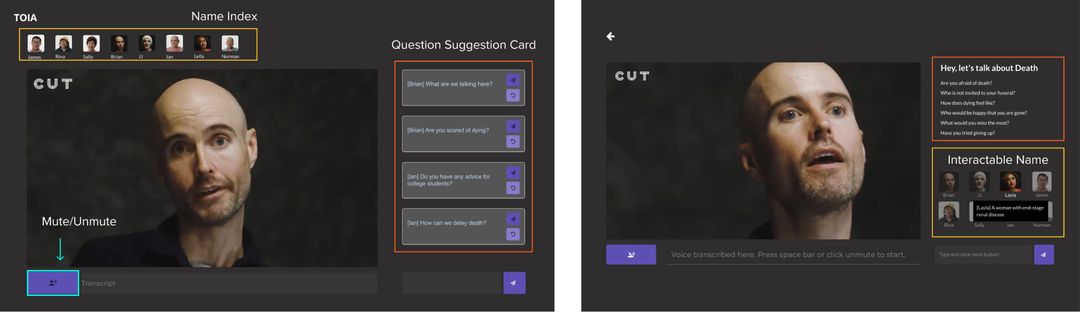 TOIA
Name Index
James
Rina
Sally
Brian
JJ
Ian
Leila
Norman
Question Suggestion Card
CUT
[Brian] What are we talking here?
[Brian] Are you scared of dying?
[Ian] Do you have any advice for
college students?
[Ian] How can we delay death?
Mute/Unmute
Transcript
CUT
Hey, let's talk about Death
Are you afraid of death?
Who is not invited to your funeral?
How does dying feel like?
Who would be happy that you are gone?
What would you miss the most?
Have you tried giving up?
Interactable Name
Brian
JJ
Layla
James
[Layla] A woman with end-stage
renal disease
Rina
Sally
Ian
Norman
Voice transcribed here. Press space bar or click unmute to start.
Type and click send button!